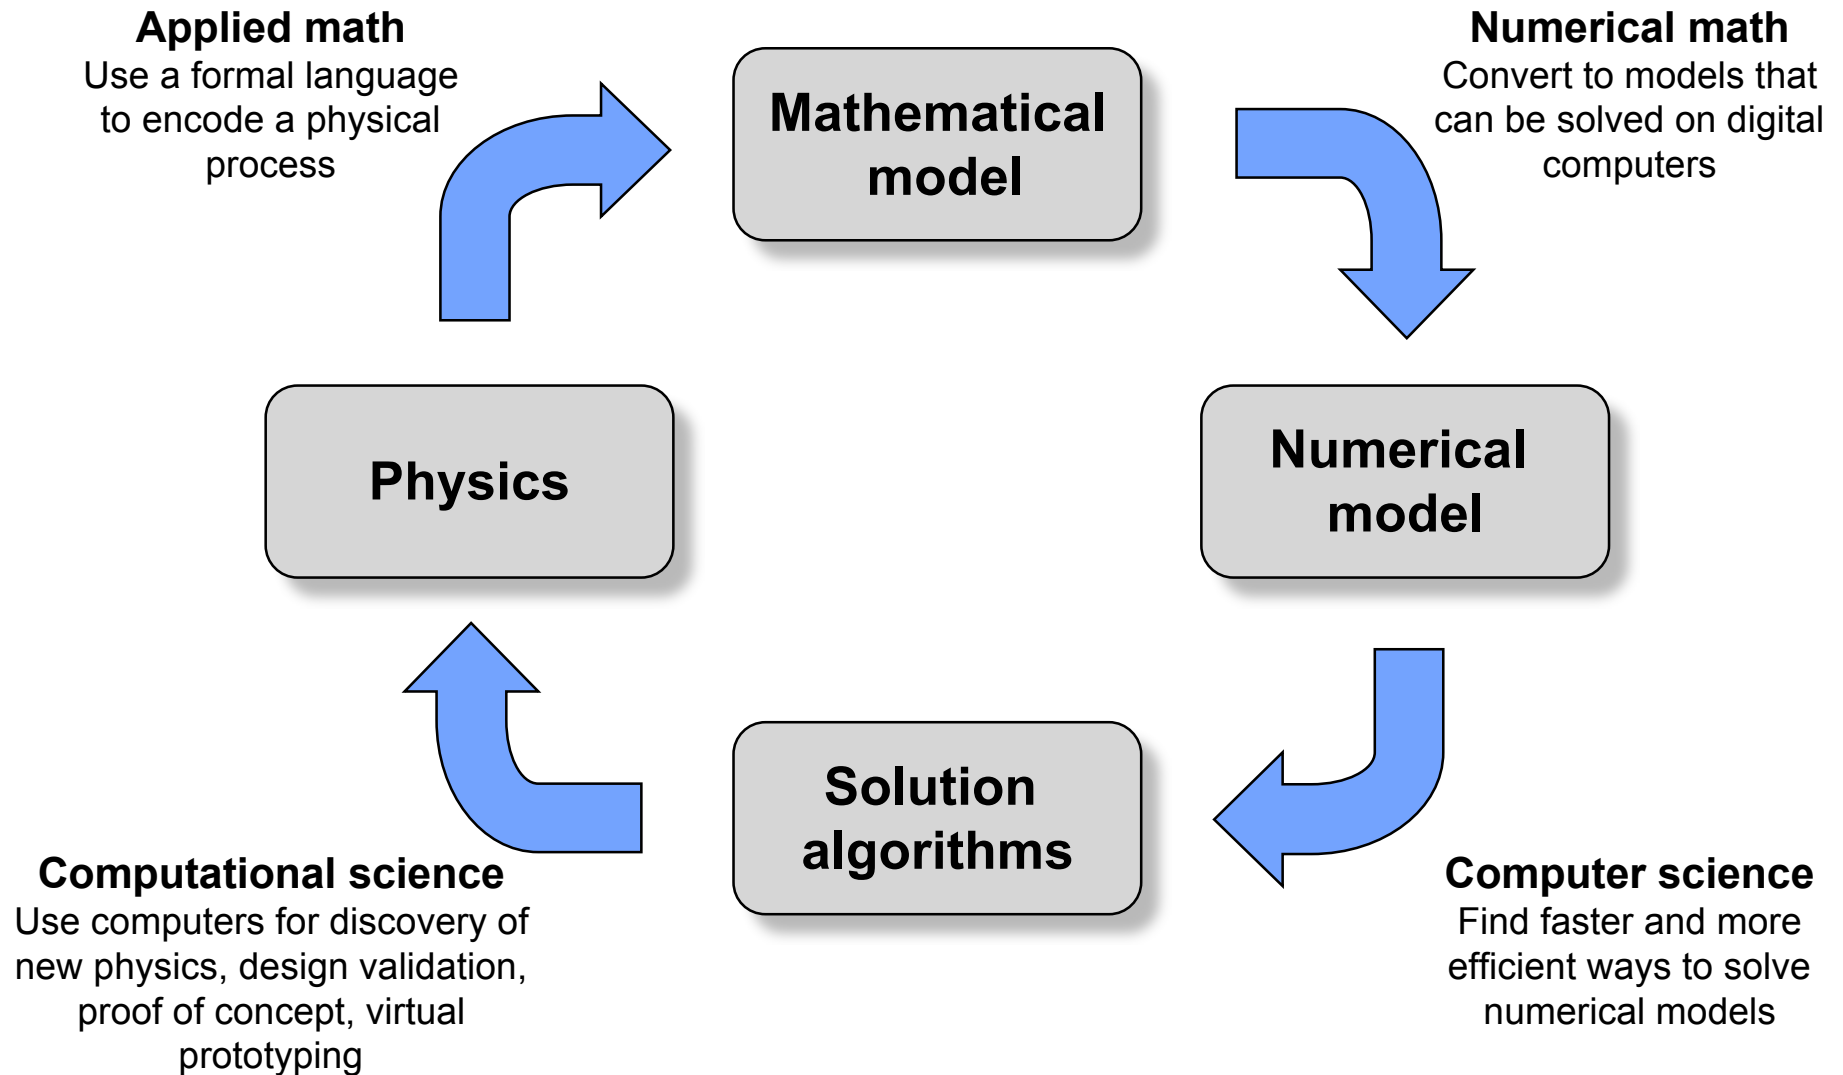 Applied math
Use a formal language
to encode a physical
process
Mathematical
model
Numerical math
Convert to models that
can be solved on digital
computers
Physics
Numerical
model
Solution
algorithms
Computational science
Use computers for discovery of
new physics, design validation,
proof of concept, virtual
prototyping
Computer science
Find faster and more
efficient ways to solve
numerical models